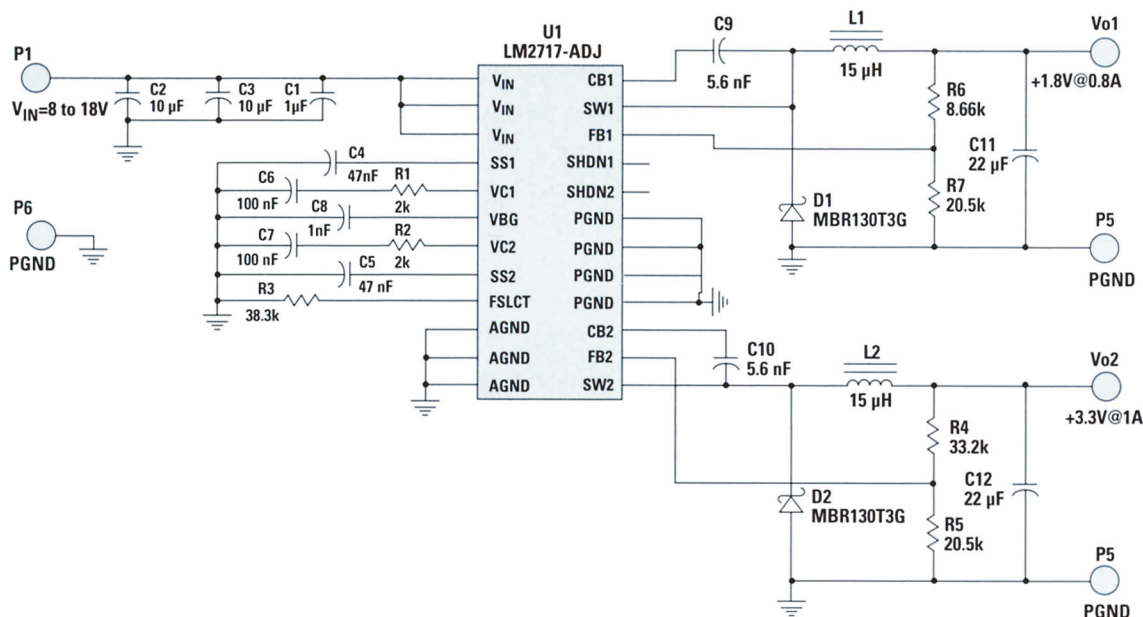 U1
LM2717-ADJ
P1
V_IN=8 to 18V
C2
10 µF
C3
10 µF
C1
1µF
P6
PGND
C4
47nF
C6
100 nF
R1
2k
C8
1nF
C7
100 nF
R2
2k
C5
47 nF
R3
38.3k
V_IN
V_IN
V_IN
SS1
VC1
VBG
VC2
SS2
FSLCT
AGND
AGND
AGND
CB1
SW1
FB1
SHDN1
SHDN2
PGND
PGND
PGND
PGND
CB2
FB2
SW2
C9
5.6 nF
L1
15 µH
Vo1
+1.8V@0.8A
R6
8.66k
C11
22 µF
R7
20.5k
D1
MBR130T3G
P5
PGND
C10
5.6 nF
L2
15 µH
Vo2
+3.3V@1A
R4
33.2k
C12
22 µF
D2
MBR130T3G
R5
20.5k
P5
PGND